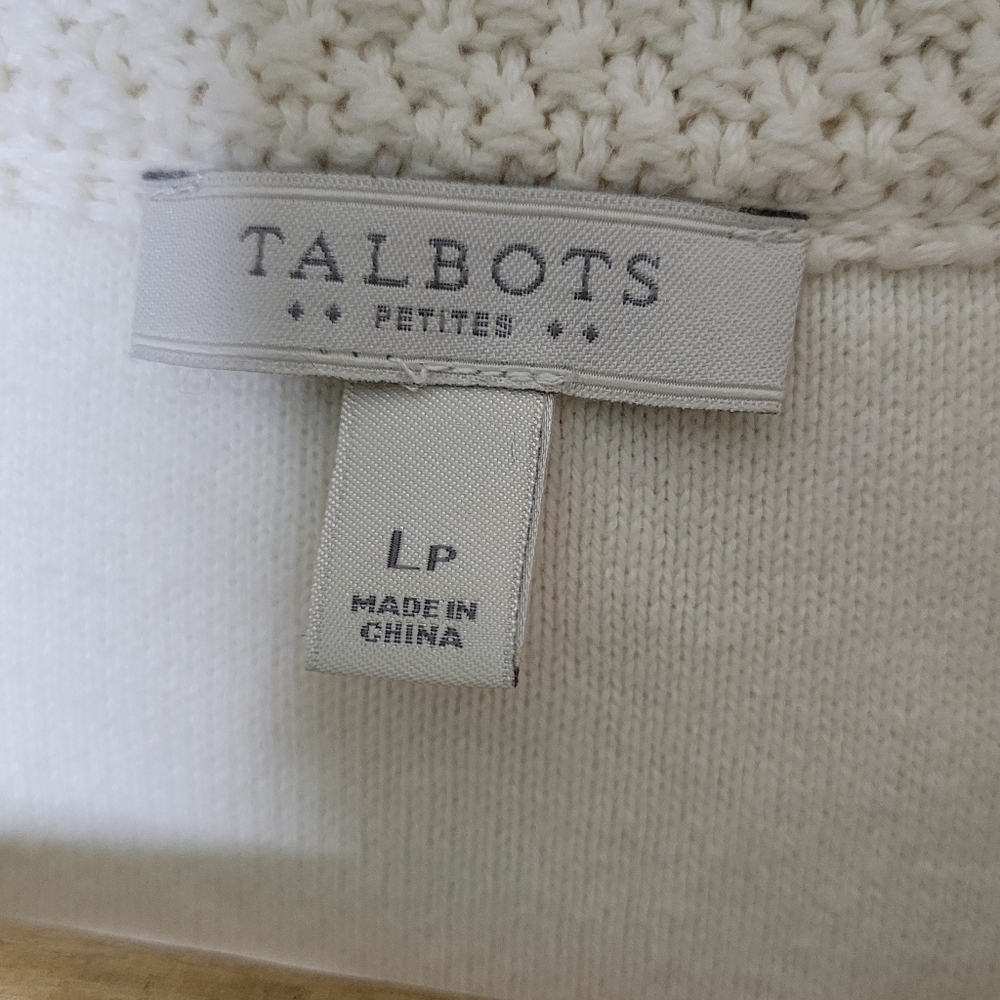 TALBOTS
PETITES
LP
MADE IN
CHINA